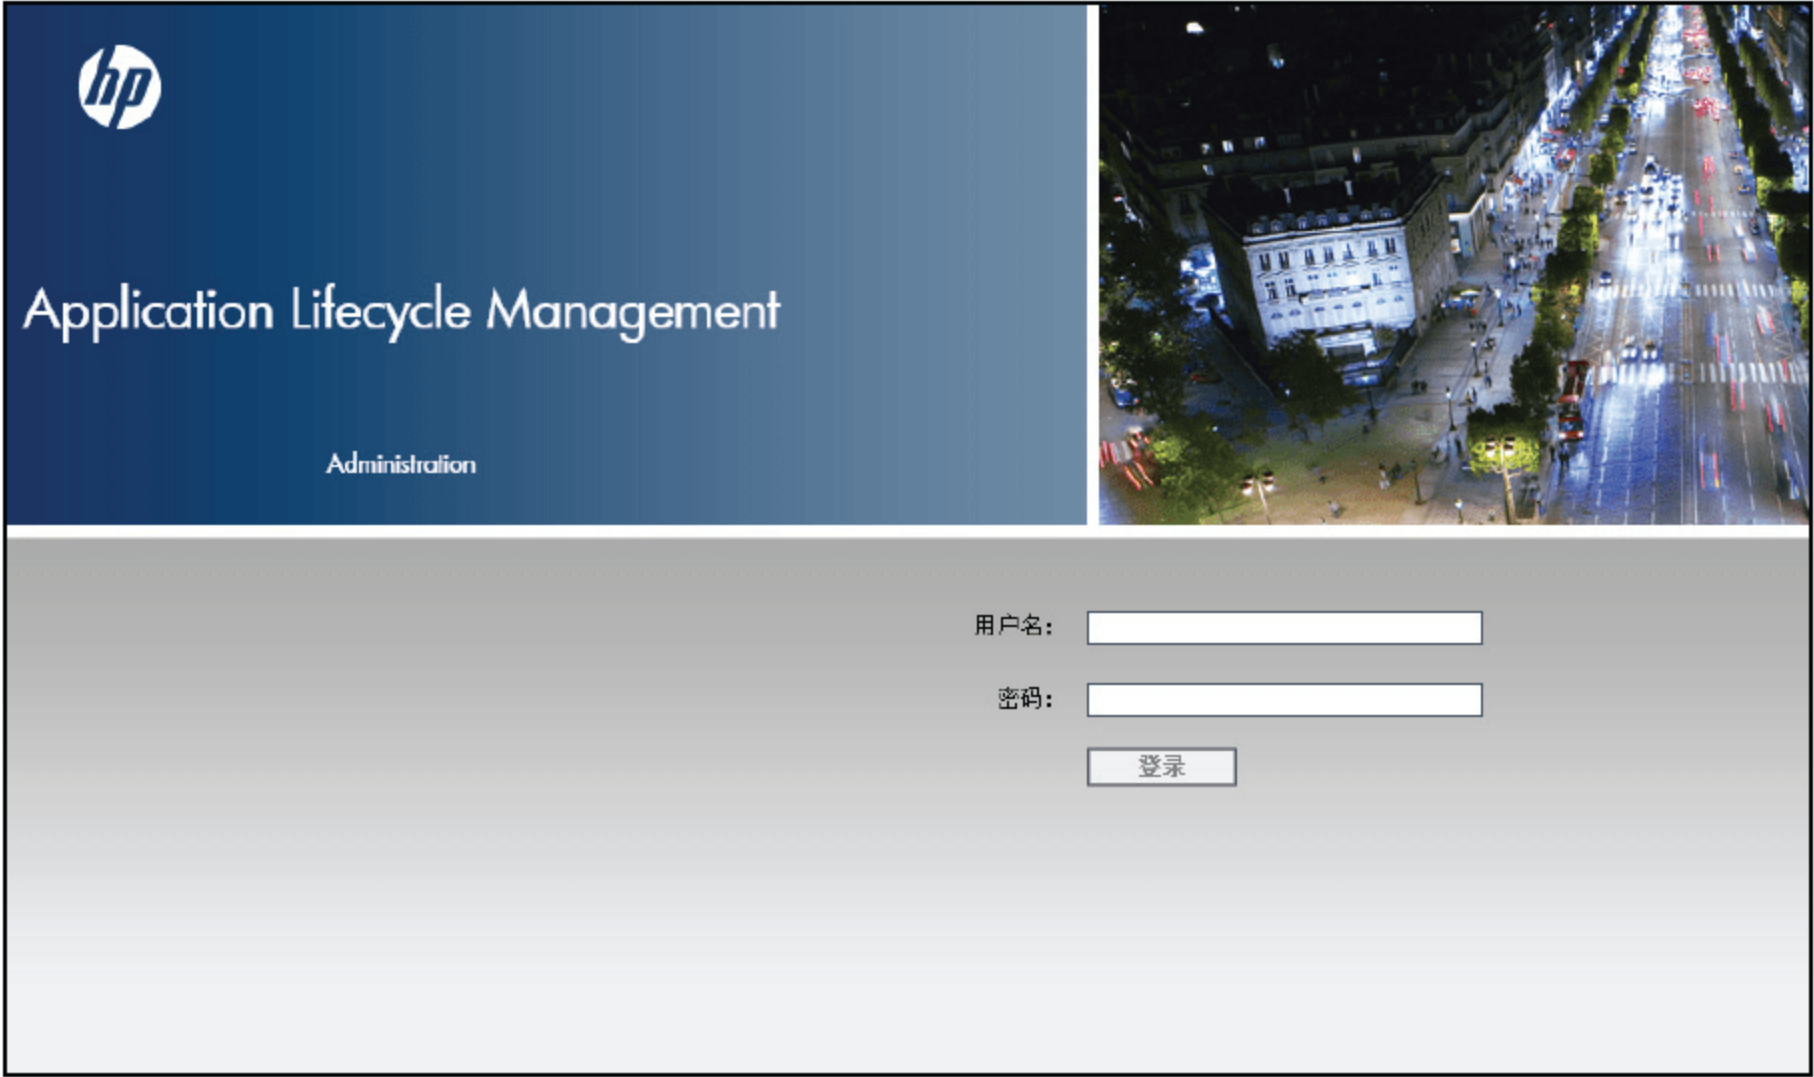 hp
Application Lifecycle Management
Administration
用户名：
密码：
登录